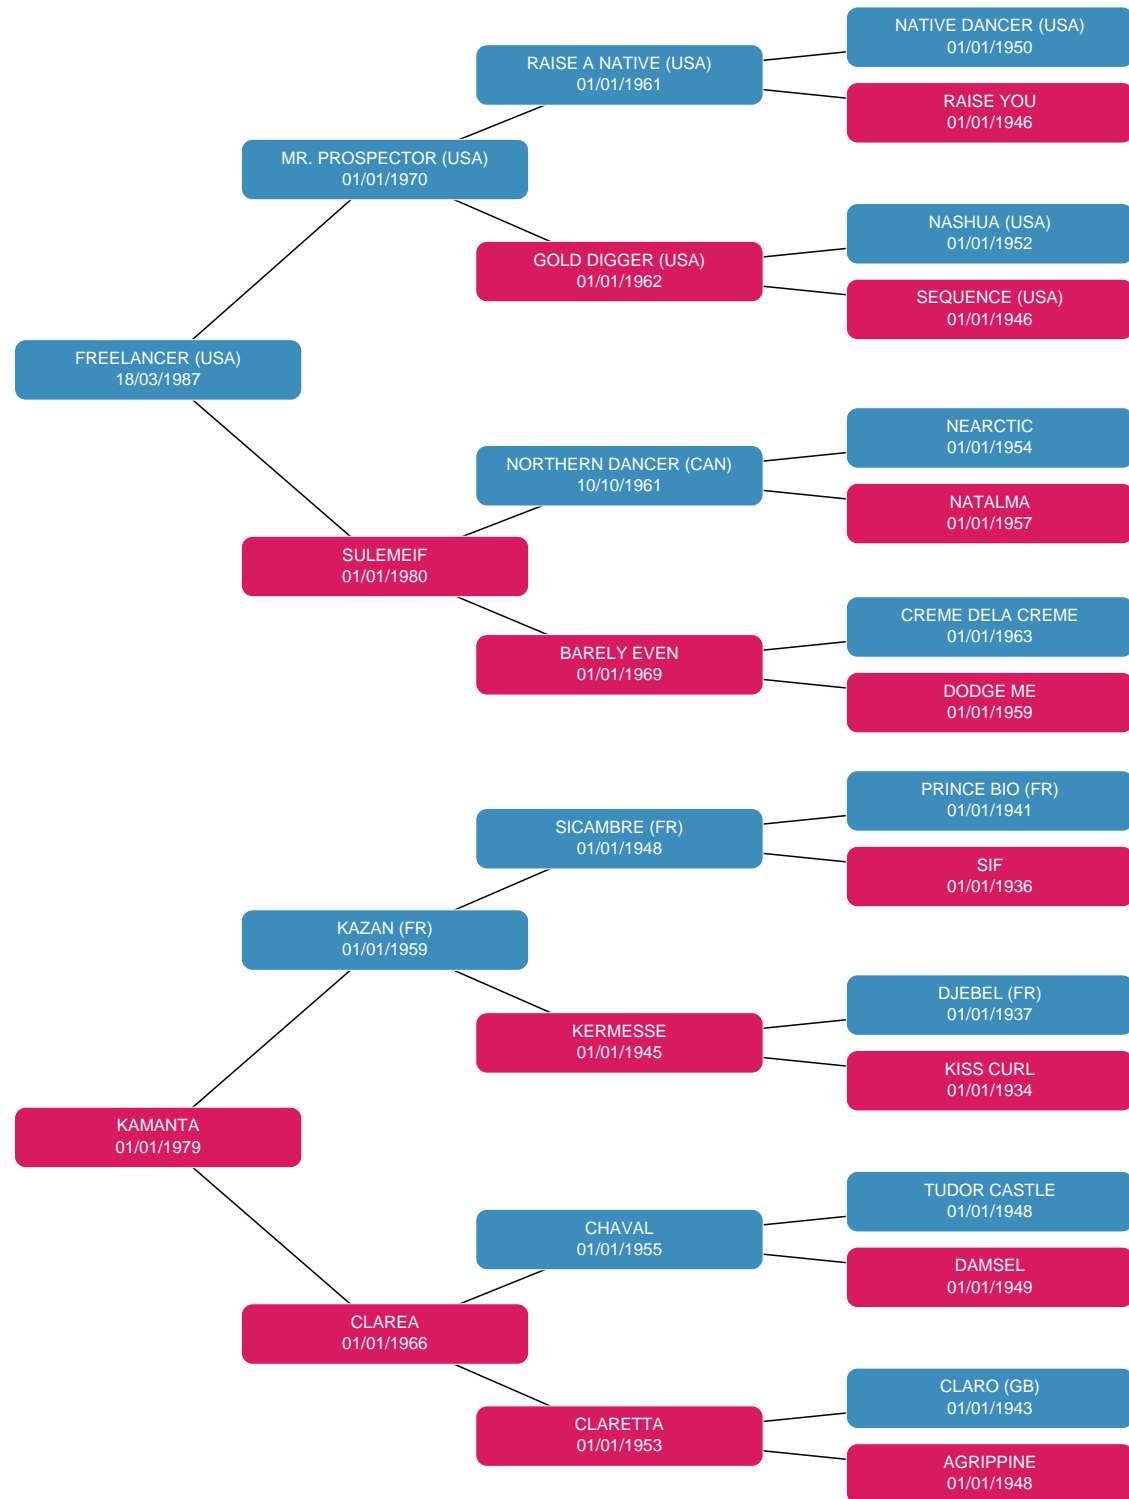 NATIVE DANCER (USA)
01/01/1950
RAISE A NATIVE (USA)
01/01/1961
RAISE YOU
01/01/1946
MR. PROSPECTOR (USA)
01/01/1970
NASHUA (USA)
01/01/1952
GOLD DIGGER (USA)
01/01/1962
SEQUENCE (USA)
01/01/1946
FREELANCER (USA)
18/03/1987
NEARCTIC
01/01/1954
NORTHERN DANCER (CAN)
10/10/1961
NATALMA
01/01/1957
SULEMEIF
01/01/1980
CREME DELA CREME
01/01/1963
BARELY EVEN
01/01/1969
DODGE ME
01/01/1959
PRINCE BIO (FR)
01/01/1941
SICAMBRE (FR)
01/01/1948
SIF
01/01/1936
KAZAN (FR)
01/01/1959
DJEBEL (FR)
01/01/1937
KERMESSE
01/01/1945
KISS CURL
01/01/1934
KAMANTA
01/01/1979
TUDOR CASTLE
01/01/1948
CHAVAL
01/01/1955
DAMSEL
01/01/1949
CLAREA
01/01/1966
CLARO (GB)
01/01/1943
CLARETTA
01/01/1953
AGRIPPINE
01/01/1948